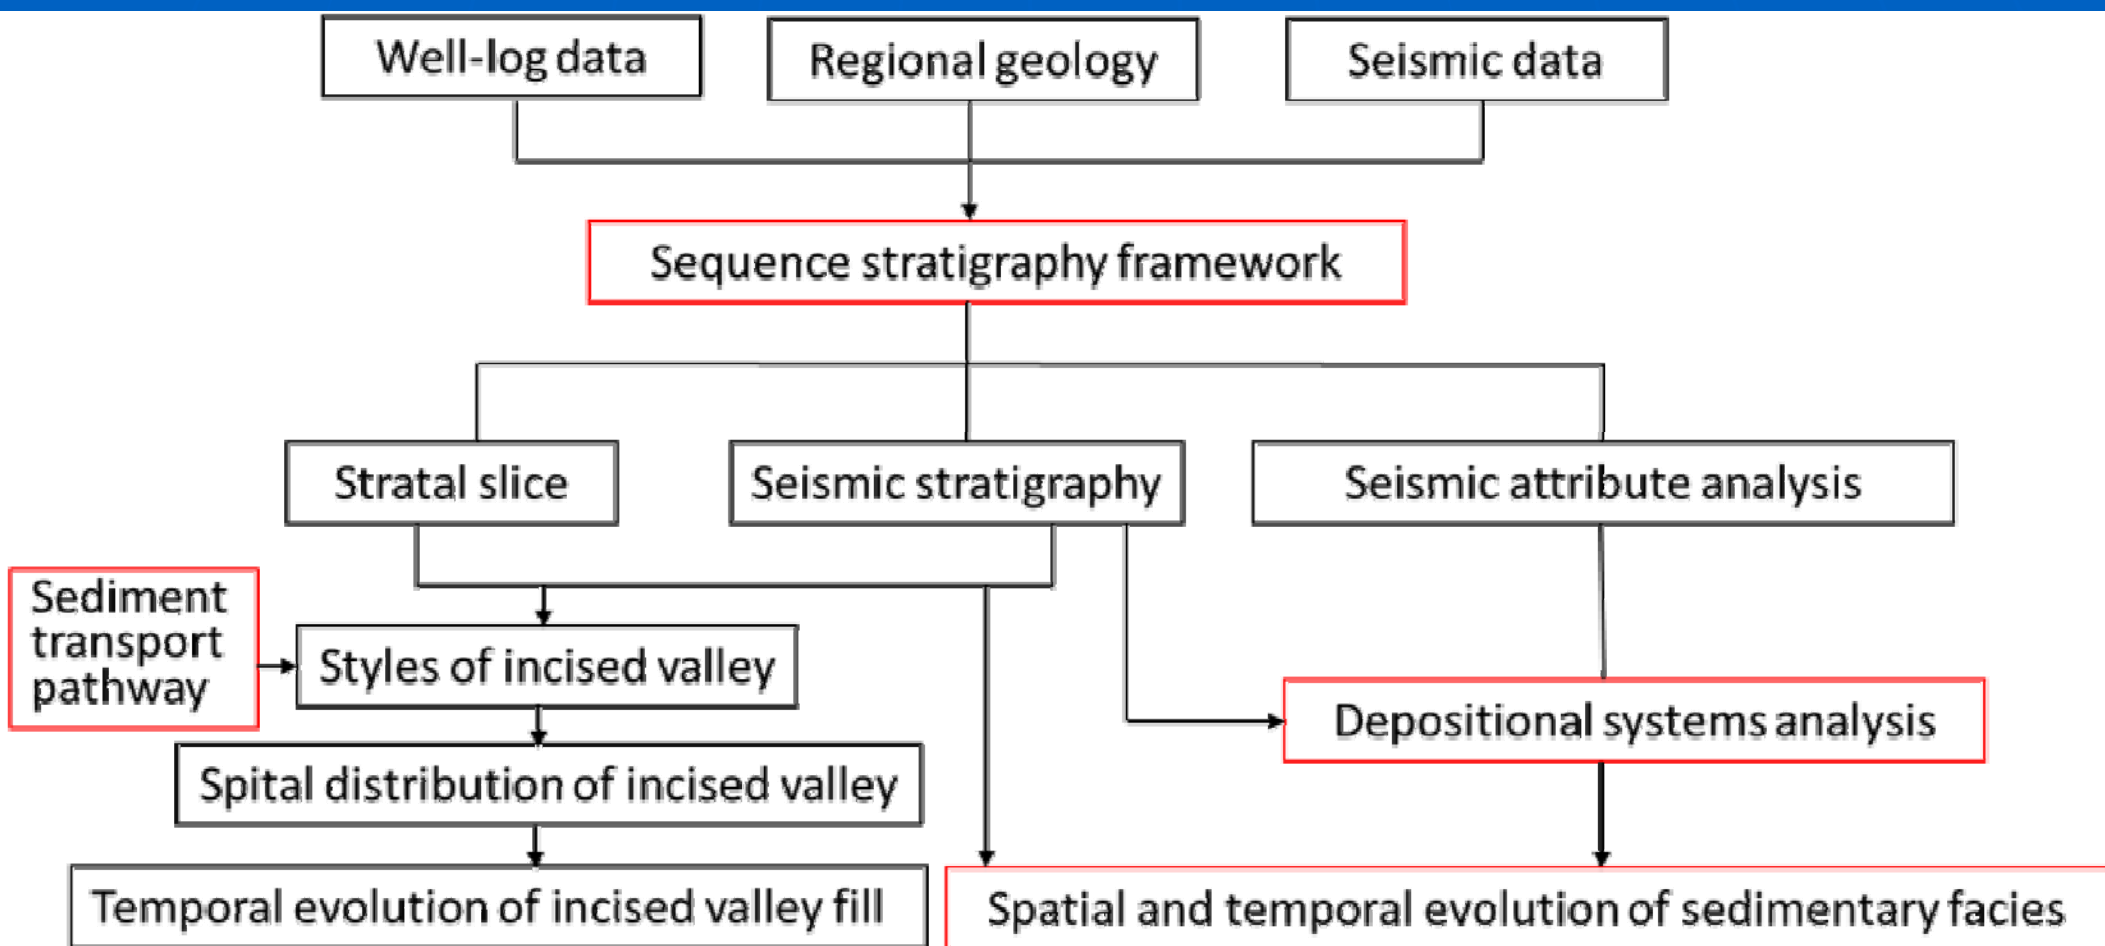 Well-log data
Regional geology
Seismic data
Sequence stratigraphy framework
Stratal slice
Seismic stratigraphy
Seismic attribute analysis
Sediment
transport
pathway
Styles of incised valley
Depositional systems analysis
Spital distribution of incised valley
Temporal evolution of incised valley fill
Spatial and temporal evolution of sedimentary facies